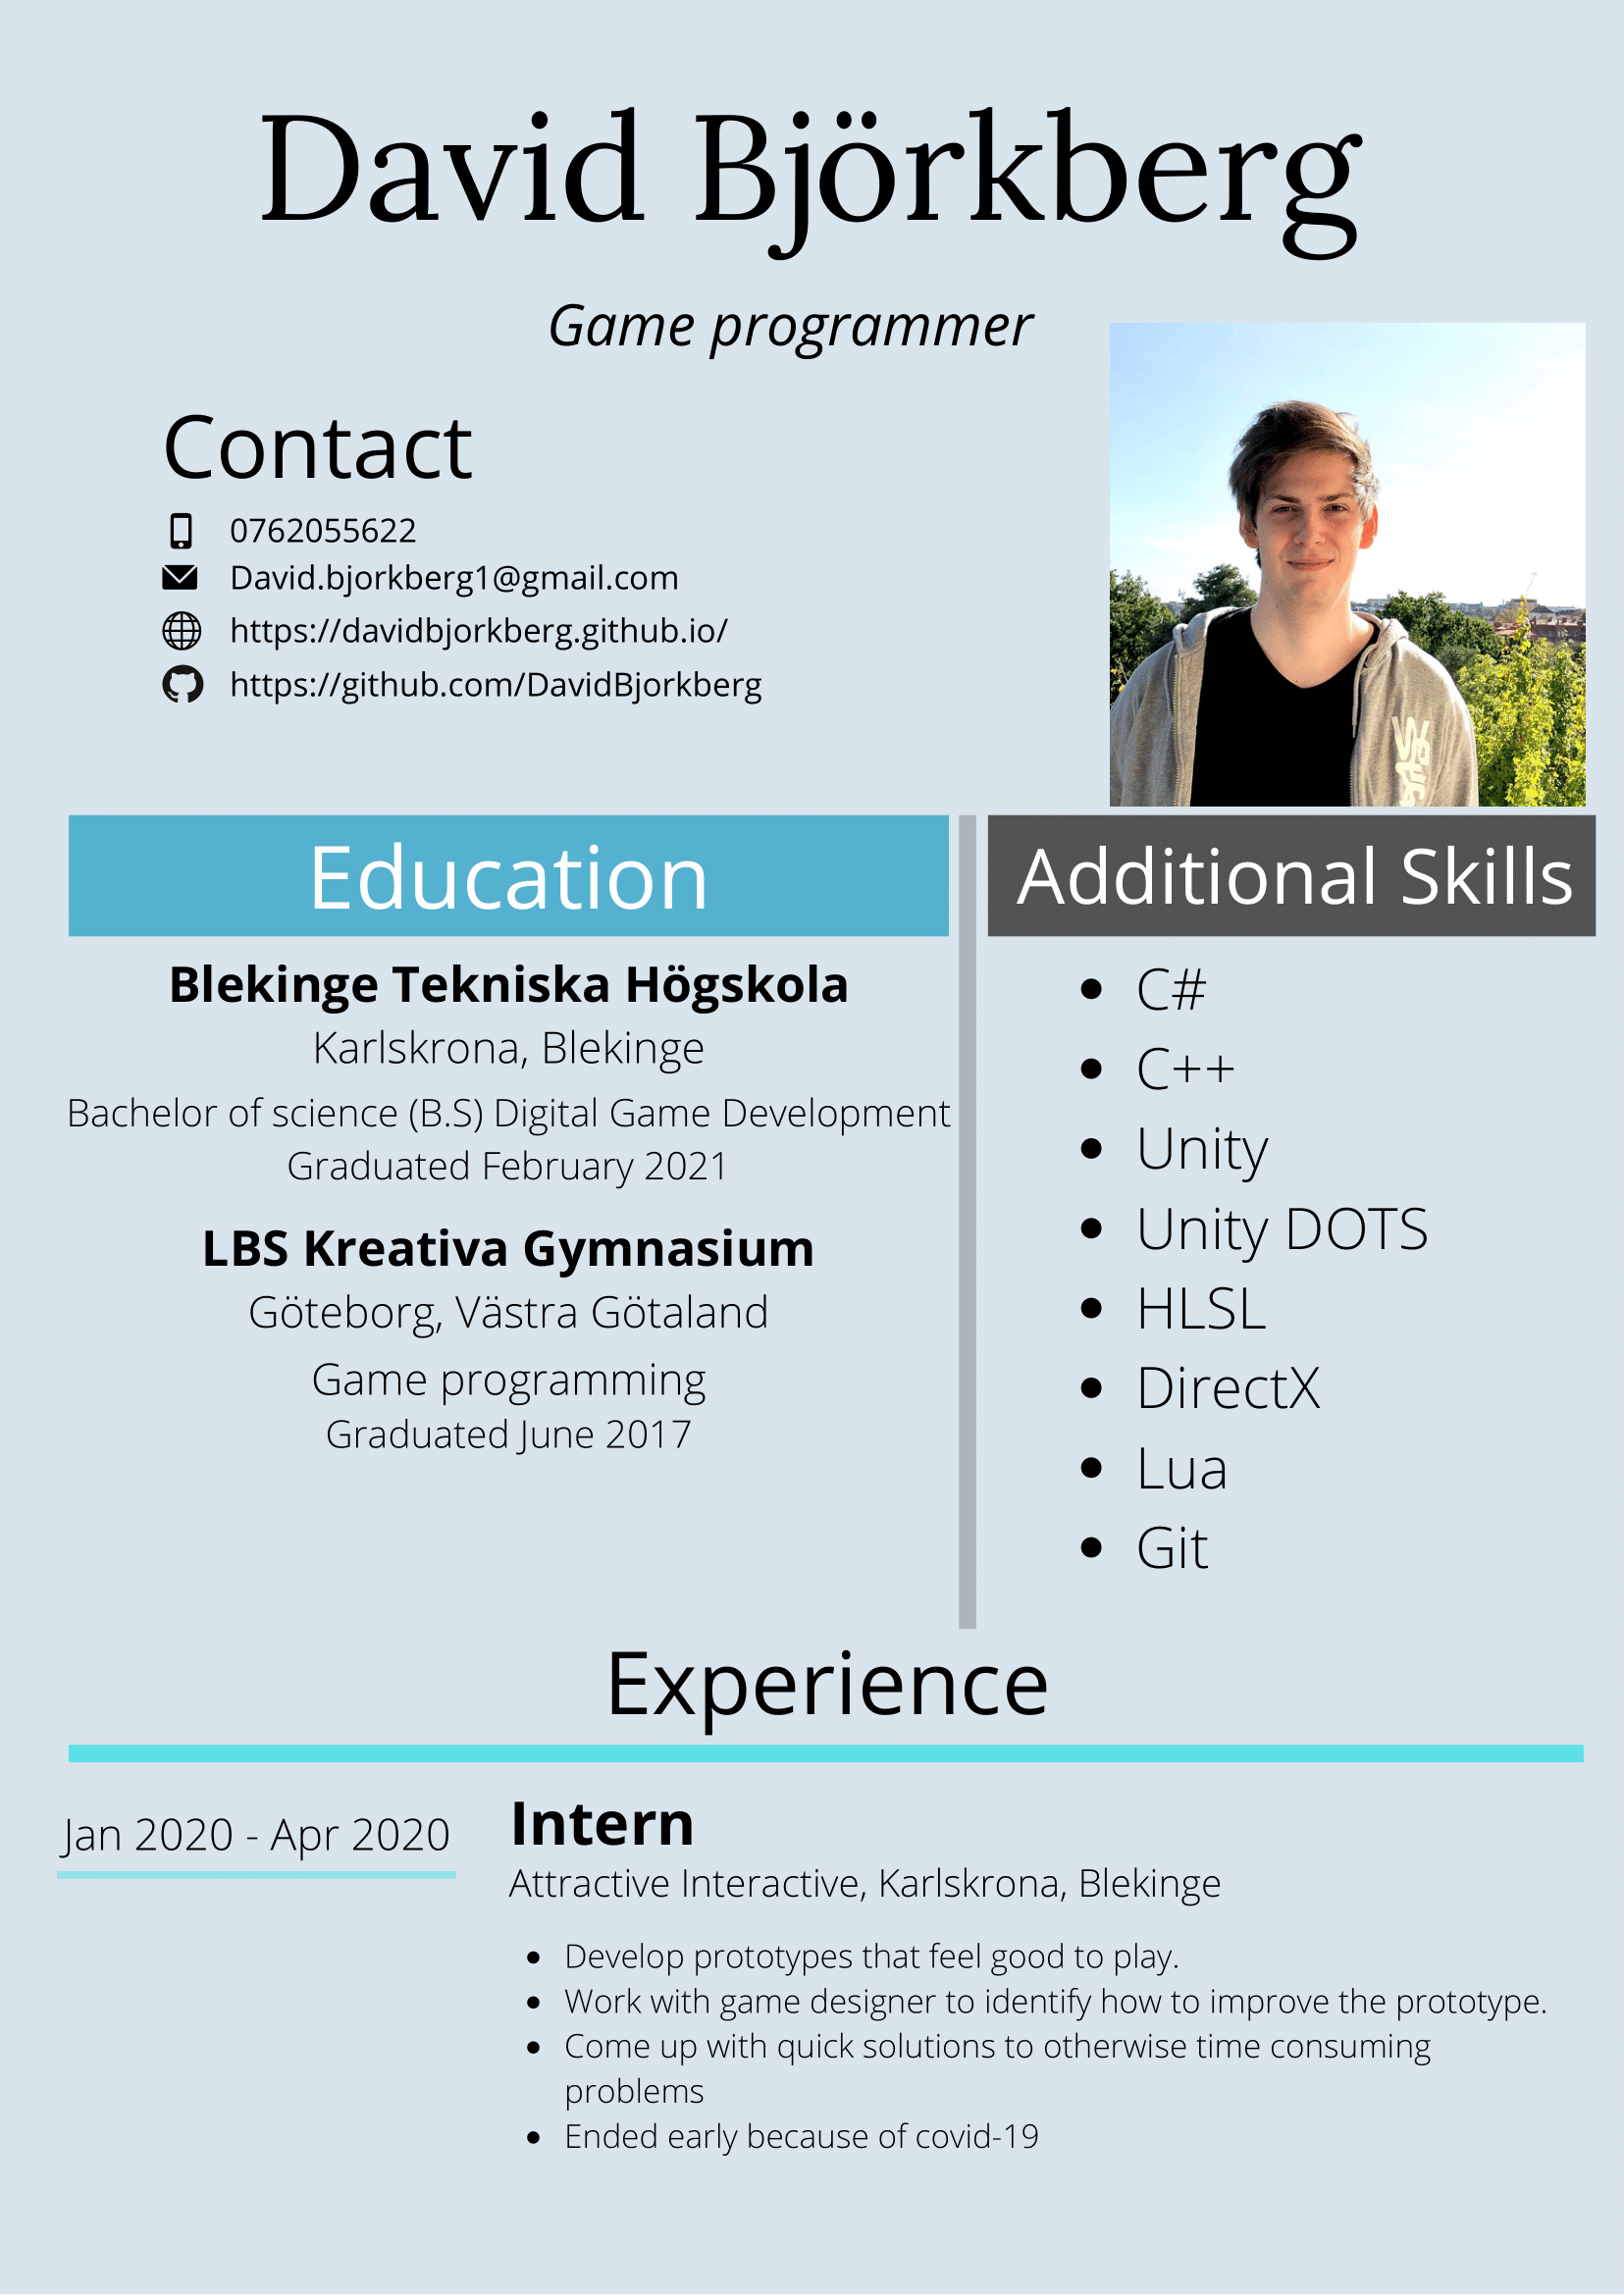 David Björkberg
Game programmer
Contact
0762055622
David.bjorkberg1@gmail.com
https://davidbjorkberg.github.io/
https://github.com/DavidBjorkberg
Education
Blekinge Tekniska Högskola
Karlskrona, Blekinge
Bachelor of science (B.S) Digital Game Development
Graduated February 2021
LBS Kreativa Gymnasium
Göteborg, Västra Götaland
Game programming
Graduated June 2017
Additional Skills
C#
C++
Unity
Unity DOTS
HLSL
DirectX
Lua
Git
Experience
Jan 2020 - Apr 2020
Intern
Attractive Interactive, Karlskrona, Blekinge
Develop prototypes that feel good to play.
Work with game designer to identify how to improve the prototype.
Come up with quick solutions to otherwise time consuming
problems
Ended early because of covid-19